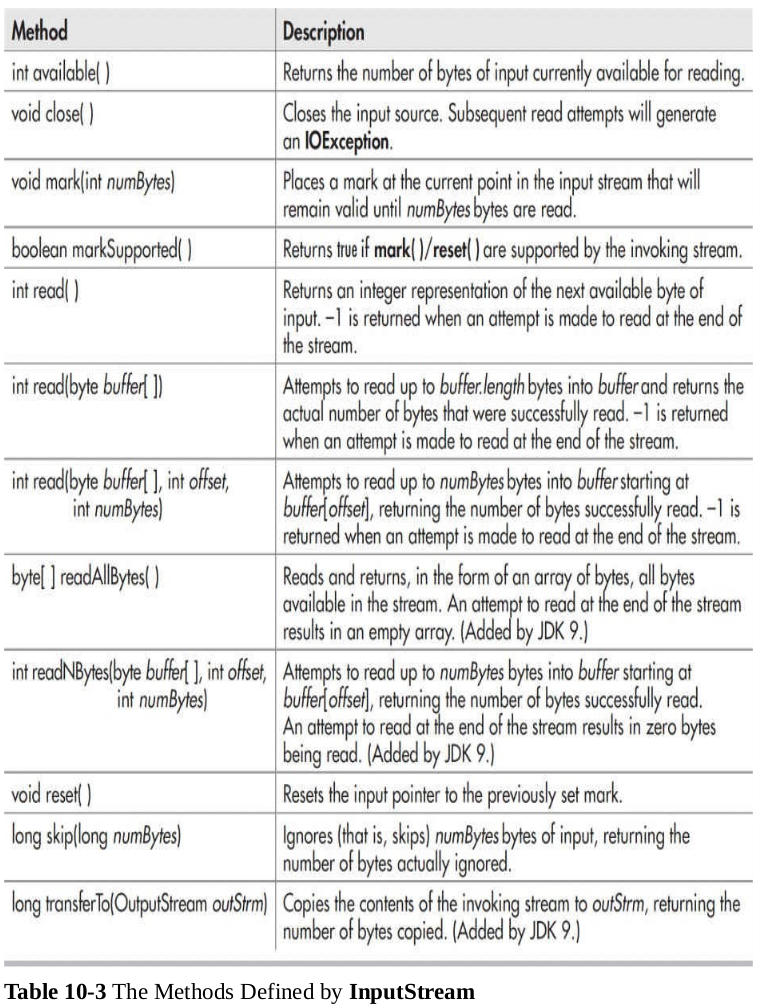 Method Description
int available( ) Returns the number of bytes of input currently available for reading.
void close( ) Closes the input source. Subsequent read attempts will generate
an IOException.
void mark(int numBytes) Places a mark at the current point in the input stream that will
remain valid until numBytes bytes are read.
boolean markSupported( ) Returns true if mark( )/reset( ) are supported by the invoking stream.
int read( ) Returns an integer representation of the next available byte of
input. –1 is returned when an attempt is made to read at the end of
the stream.
int read(byte buffer[ ]) Attempts to read up to buffer.length bytes into buffer and returns the
actual number of bytes that were successfully read. –1 is returned
when an attempt is made to read at the end of the stream.
int read(byte buffer[ ], int offset, Attempts to read up to numBytes bytes into buffer starting at
int numBytes) buffer[offset], returning the number of bytes successfully read. –1 is
returned when an attempt is made to read at the end of the stream.
byte[ ] readAllBytes( ) Reads and returns, in the form of an array of bytes, all bytes
available in the stream. An attempt to read at the end of the stream
results in an empty array. (Added by JDK 9.)
int readNBytes(byte buffer[ ], int offset, Attempts to read up to numBytes bytes into buffer starting at
int numBytes) buffer[offset], returning the number of bytes successfully read.
An attempt to read at the end of the stream results in zero bytes
being read. (Added by JDK 9.)
void reset( ) Resets the input pointer to the previously set mark.
long skip(long numBytes) Ignores (that is, skips) numBytes bytes of input, returning the
number of bytes actually ignored.
long transferTo(OutputStream outStrm) Copies the contents of the invoking stream to outStrm, returning the
number of bytes copied. (Added by JDK 9.)
Table 10-3 The Methods Defined by InputStream